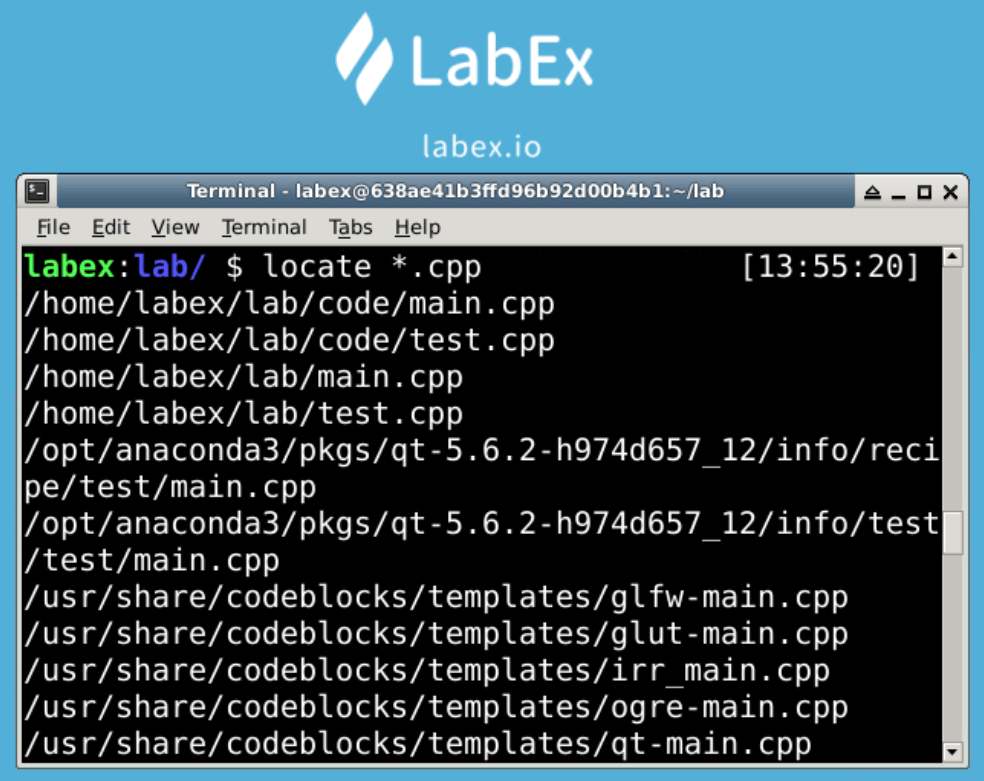 LabEx
labex.io
Terminal - labex@638ae41b3ffd96b92d00b4b1:~/lab
File Edit View Terminal Tabs Help
labex:lab/ $ locate *.cpp [13:55:20]
/home/labex/lab/code/main.cpp
/home/labex/lab/code/test.cpp
/home/labex/lab/main.cpp
/home/labex/lab/test.cpp
/opt/anaconda3/pkgs/qt-5.6.2-h974d657_12/info/reci
pe/test/main.cpp
/opt/anaconda3/pkgs/qt-5.6.2-h974d657_12/info/test
/test/main.cpp
/usr/share/codeblocks/templates/glfw-main.cpp
/usr/share/codeblocks/templates/glut-main.cpp
/usr/share/codeblocks/templates/irr_main.cpp
/usr/share/codeblocks/templates/ogre-main.cpp
/usr/share/codeblocks/templates/qt-main.cpp